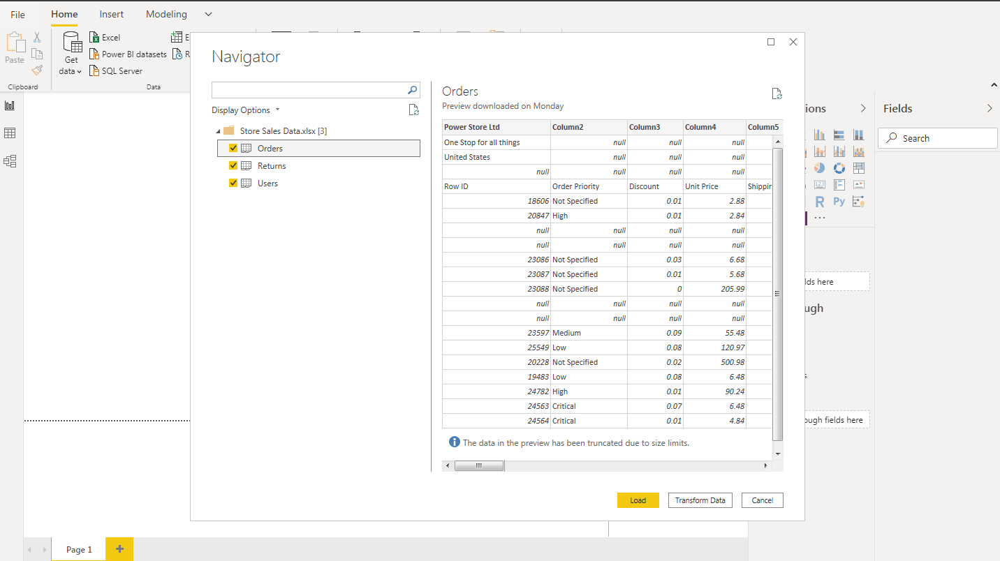 File Home Insert Modeling
Paste
Clipboard
Get data
Excel
Power BI datasets
SQL Server
Data
Navigator
Display Options
Store Sales Data.xlsx [3]
Orders
Returns
Users
Orders
Preview downloaded on Monday
Power Store Ltd Column2 Column3 Column4 Column5
One Stop for all things null null null
United States null null null
null null null null
Row ID Order Priority Discount Unit Price Shippin
18606 Not Specified 0.01 2.88
20847 High 0.01 2.84
null null null null
null null null null
23086 Not Specified 0.03 6.68
23087 Not Specified 0.01 5.68
23088 Not Specified 0 205.99
null null null null
null null null null
23597 Medium 0.09 55.48
25549 Low 0.08 120.97
20228 Not Specified 0.02 500.98
19483 Low 0.08 6.48
24782 High 0.01 90.24
24563 Critical 0.07 6.48
24564 Critical 0.01 4.84
The data in the preview has been truncated due to size limits.
Load Transform Data Cancel
ions
Fields
Search
123
R Py
lds here
ugh
ough fields here
Page 1